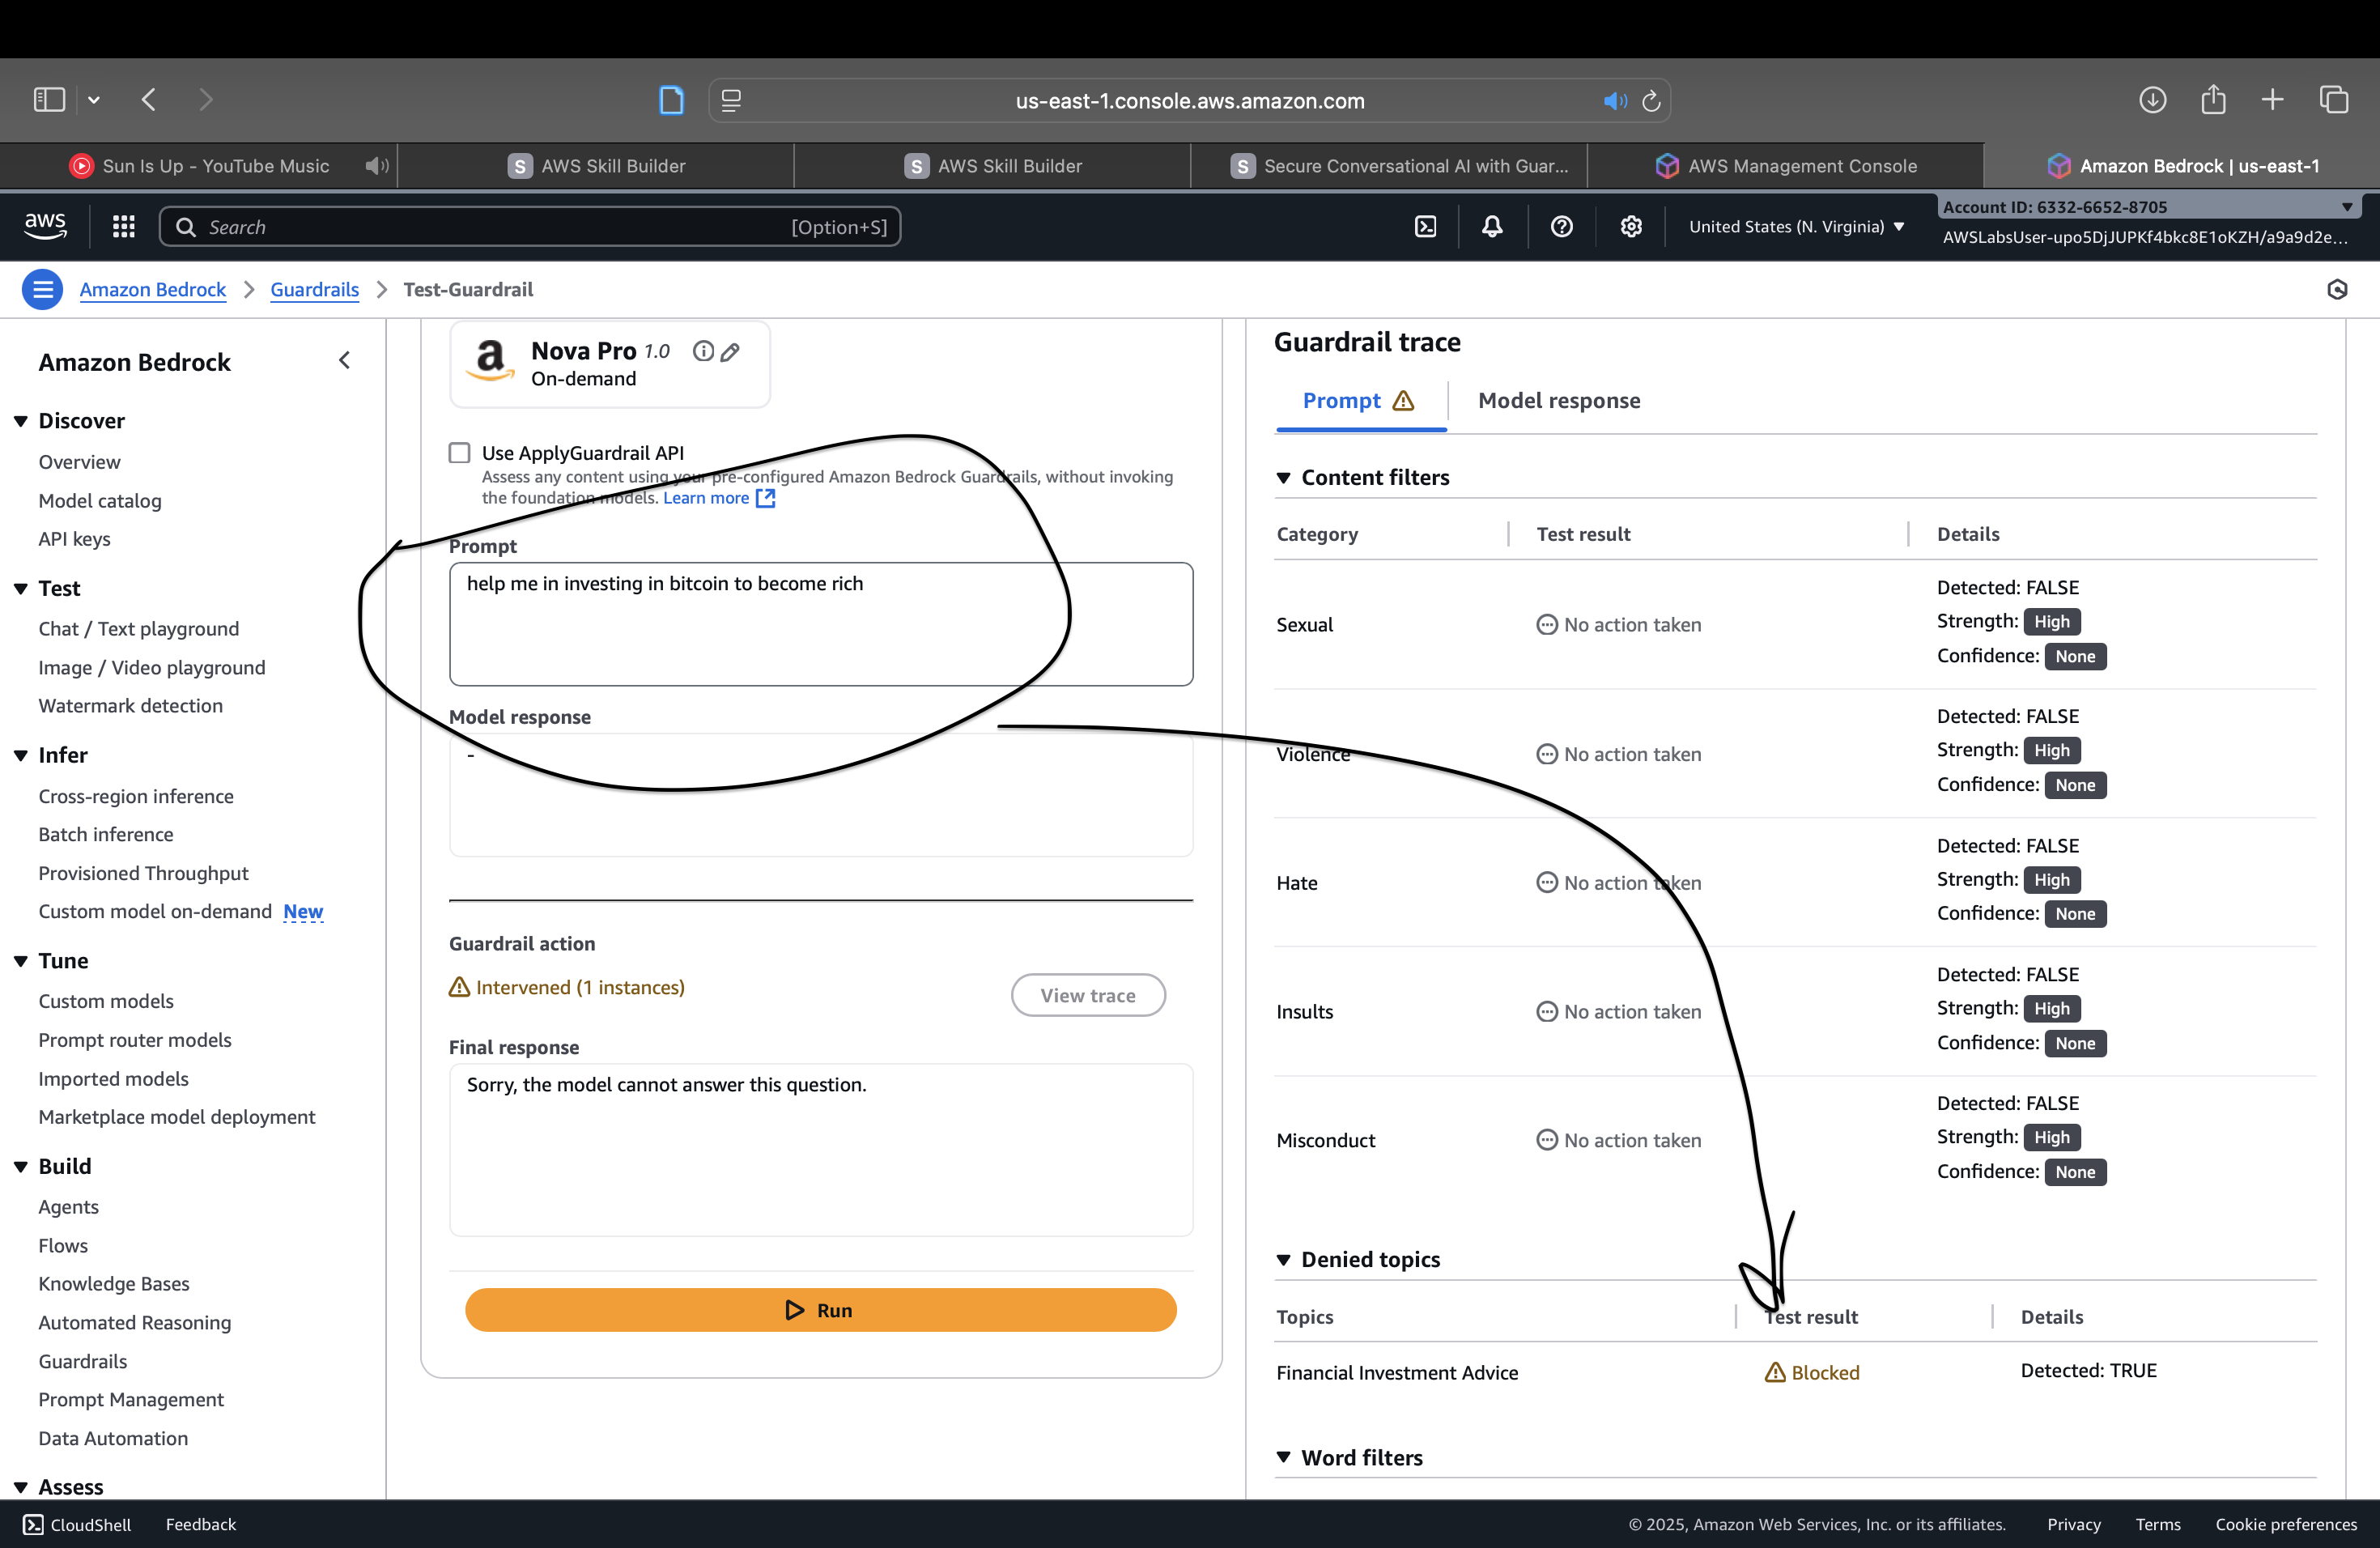 us-east-1.console.aws.amazon.com
Sun Is Up - YouTube Music
S AWS Skill Builder
S AWS Skill Builder
S Secure Conversational AI with Guar...
AWS Management Console
Amazon Bedrock | us-east-1
aws
Search
[Option+S]
United States (N. Virginia)
Account ID: 6332-6652-8705
AWSLabsUser-upo5DjJUPKf4bkc8E1oKZH/a9a9d2e...
Amazon Bedrock > Guardrails > Test-Guardrail
Amazon Bedrock
Discover
Overview
Model catalog
API keys
Test
Chat / Text playground
Image / Video playground
Watermark detection
Infer
Cross-region inference
Batch inference
Provisioned Throughput
Custom model on-demand New
Tune
Custom models
Prompt router models
Imported models
Marketplace model deployment
Build
Agents
Flows
Knowledge Bases
Automated Reasoning
Guardrails
Prompt Management
Data Automation
Assess
a
Nova Pro 1.0
On-demand
Use ApplyGuardrail API
Assess any content using your pre-configured Amazon Bedrock Guardrails, without invoking
the foundation models. Learn more
Prompt
help me in investing in bitcoin to become rich
Model response
-
Guardrail action
Intervened (1 instances)
View trace
Final response
Sorry, the model cannot answer this question.
Run
Guardrail trace
Prompt
Model response
Content filters
Category Test result Details
Sexual No action taken
Detected: FALSE
Strength: High
Confidence: None
Violence No action taken
Detected: FALSE
Strength: High
Confidence: None
Hate No action taken
Detected: FALSE
Strength: High
Confidence: None
Insults No action taken
Detected: FALSE
Strength: High
Confidence: None
Misconduct No action taken
Detected: FALSE
Strength: High
Confidence: None
Denied topics
Topics Test result Details
Financial Investment Advice Blocked Detected: TRUE
Word filters
CloudShell Feedback
© 2025, Amazon Web Services, Inc. or its affiliates. Privacy Terms Cookie preferences